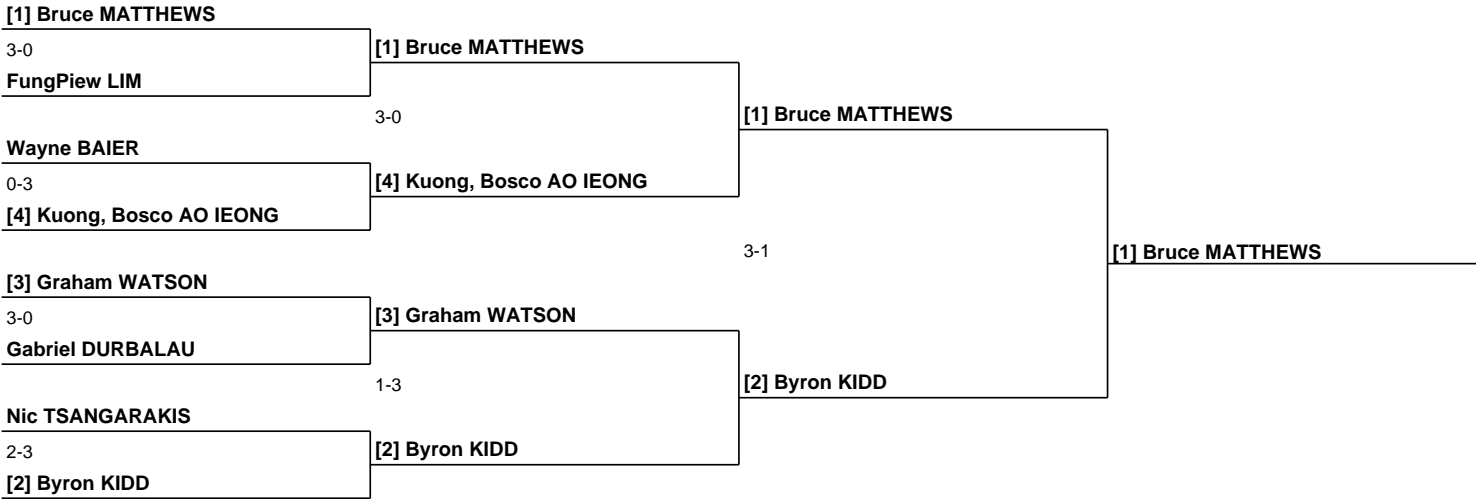 [1] Bruce MATTHEWS
3-0
[1] Bruce MATTHEWS
FungPiew LIM
3-0
[1] Bruce MATTHEWS
Wayne BAIER
0-3
[4] Kuong, Bosco AO IEONG
[4] Kuong, Bosco AO IEONG
3-1
[1] Bruce MATTHEWS
[3] Graham WATSON
3-0
[3] Graham WATSON
Gabriel DURBALAU
1-3
[2] Byron KIDD
Nic TSANGARAKIS
2-3
[2] Byron KIDD
[2] Byron KIDD